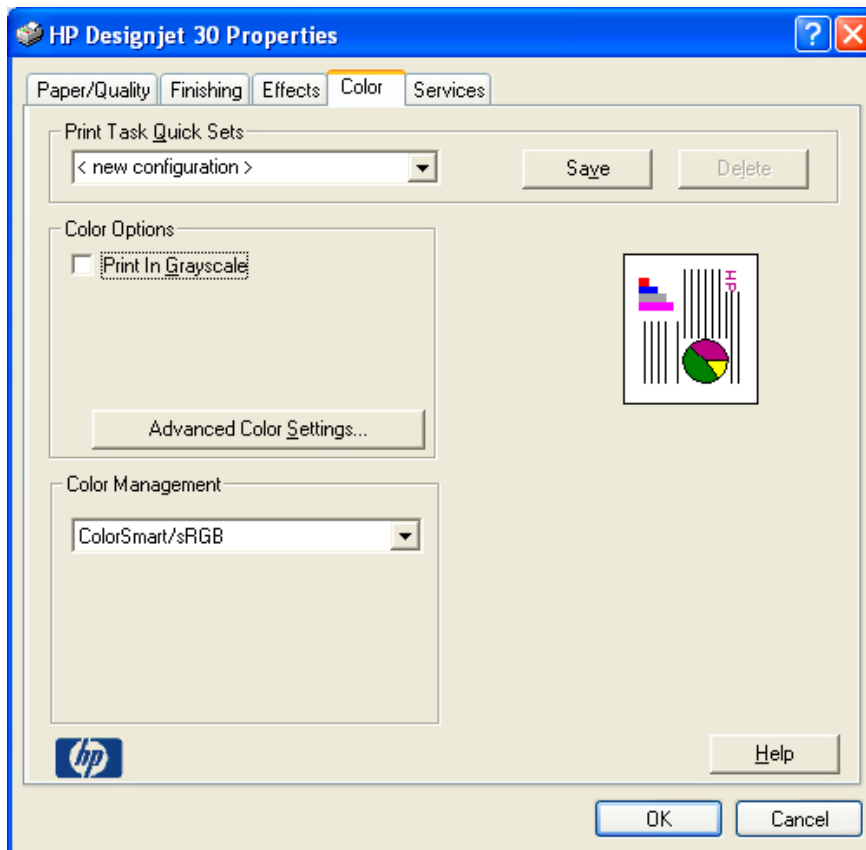 HP Designjet 30 Properties
?
X
Paper/Quality Finishing Effects Color Services
Print Task Quick Sets
< new configuration >
Save
Delete
Color Options
Print In Grayscale
HP
Advanced Color Settings...
Color Management
ColorSmart/sRGB
hp
Help
OK
Cancel